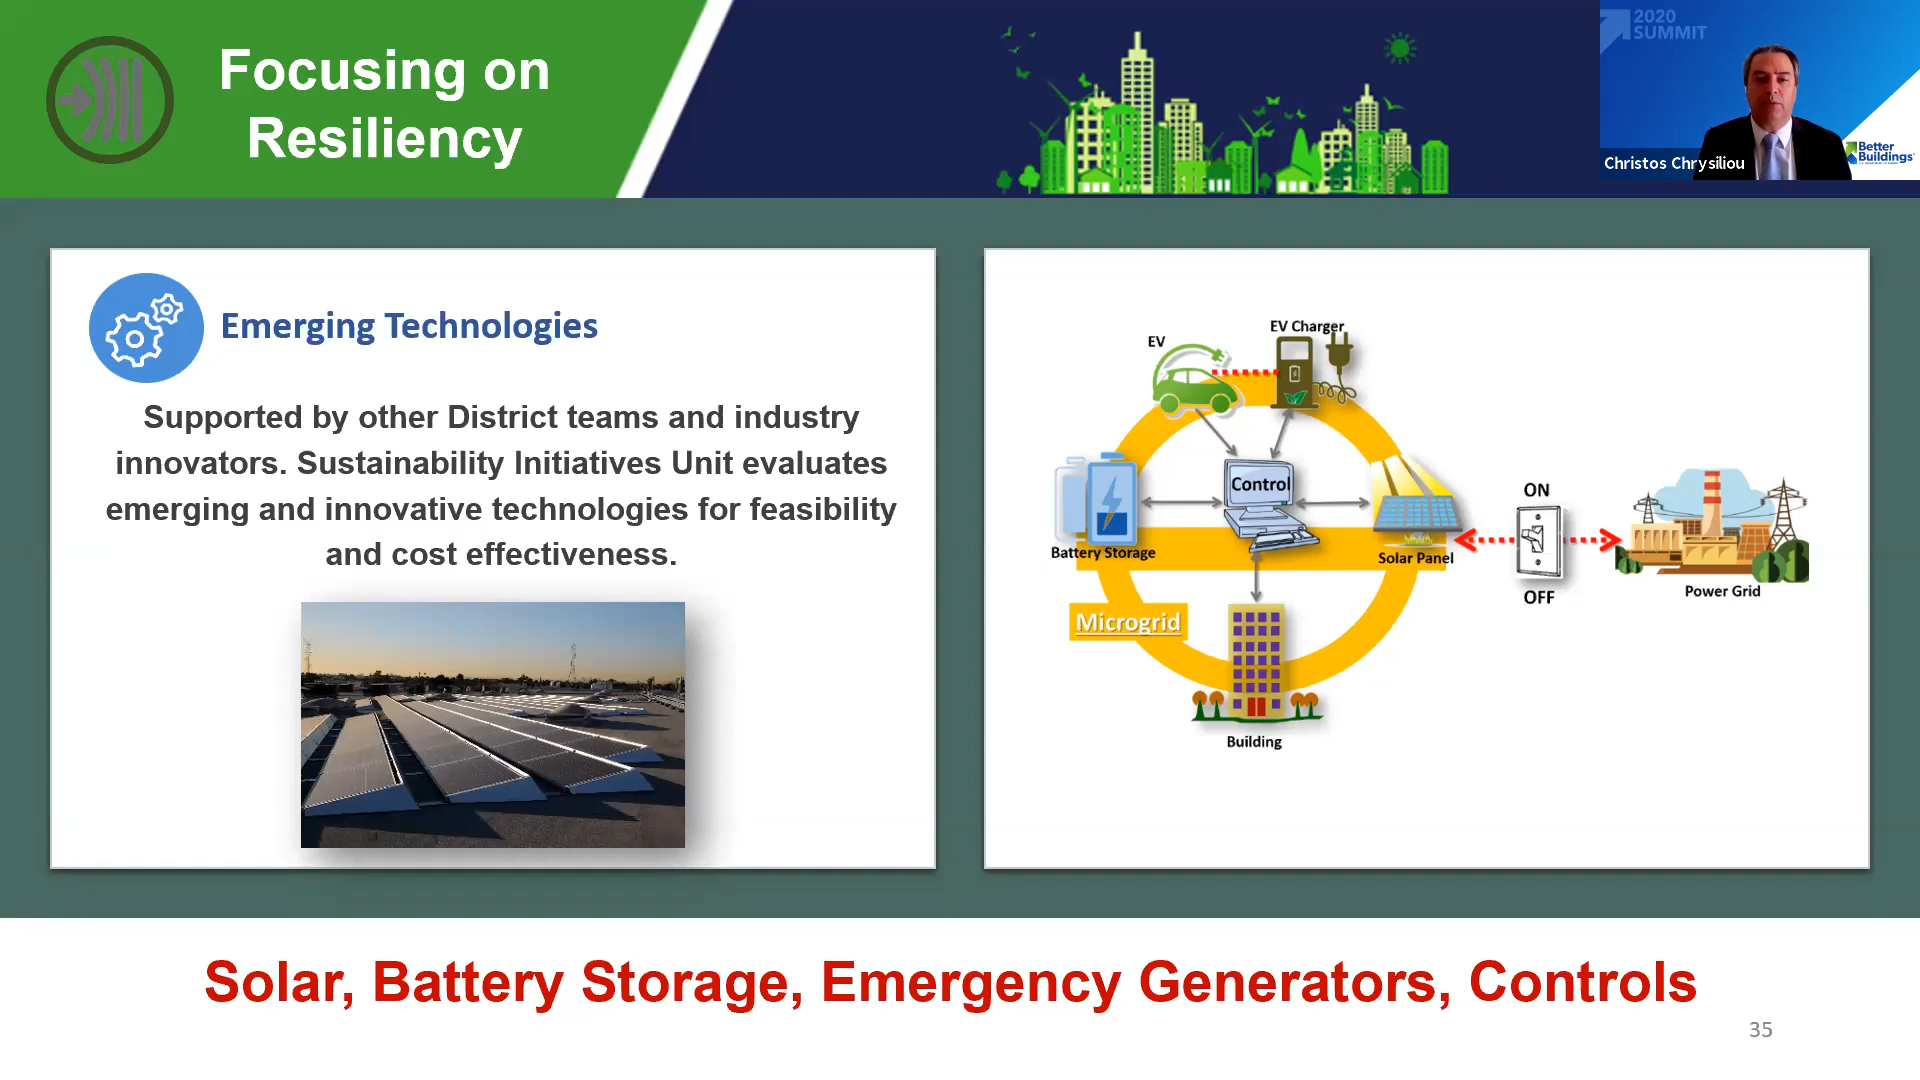 Focusing on
Resiliency
2020
SUMMIT
Christos Chrysiliou
Better
Buildings
Emerging Technologies
Supported by other District teams and industry
innovators. Sustainability Initiatives Unit evaluates
emerging and innovative technologies for feasibility
and cost effectiveness.
EV Charger
EV
Control
Battery Storage
Solar Panel
ON
OFF
Power Grid
Microgrid
Building
Solar, Battery Storage, Emergency Generators, Controls
35